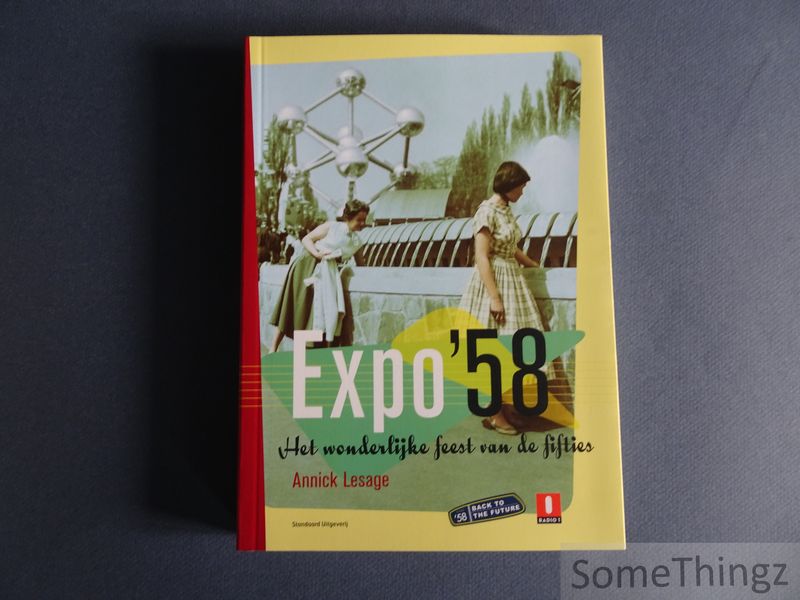 Expo '58
Het wonderlijke feest van de fifties
Annick Lesage
Standaard Uitgeverij
'58 BACK TO
THE FUTURE
RADIO 1
SomeThingz